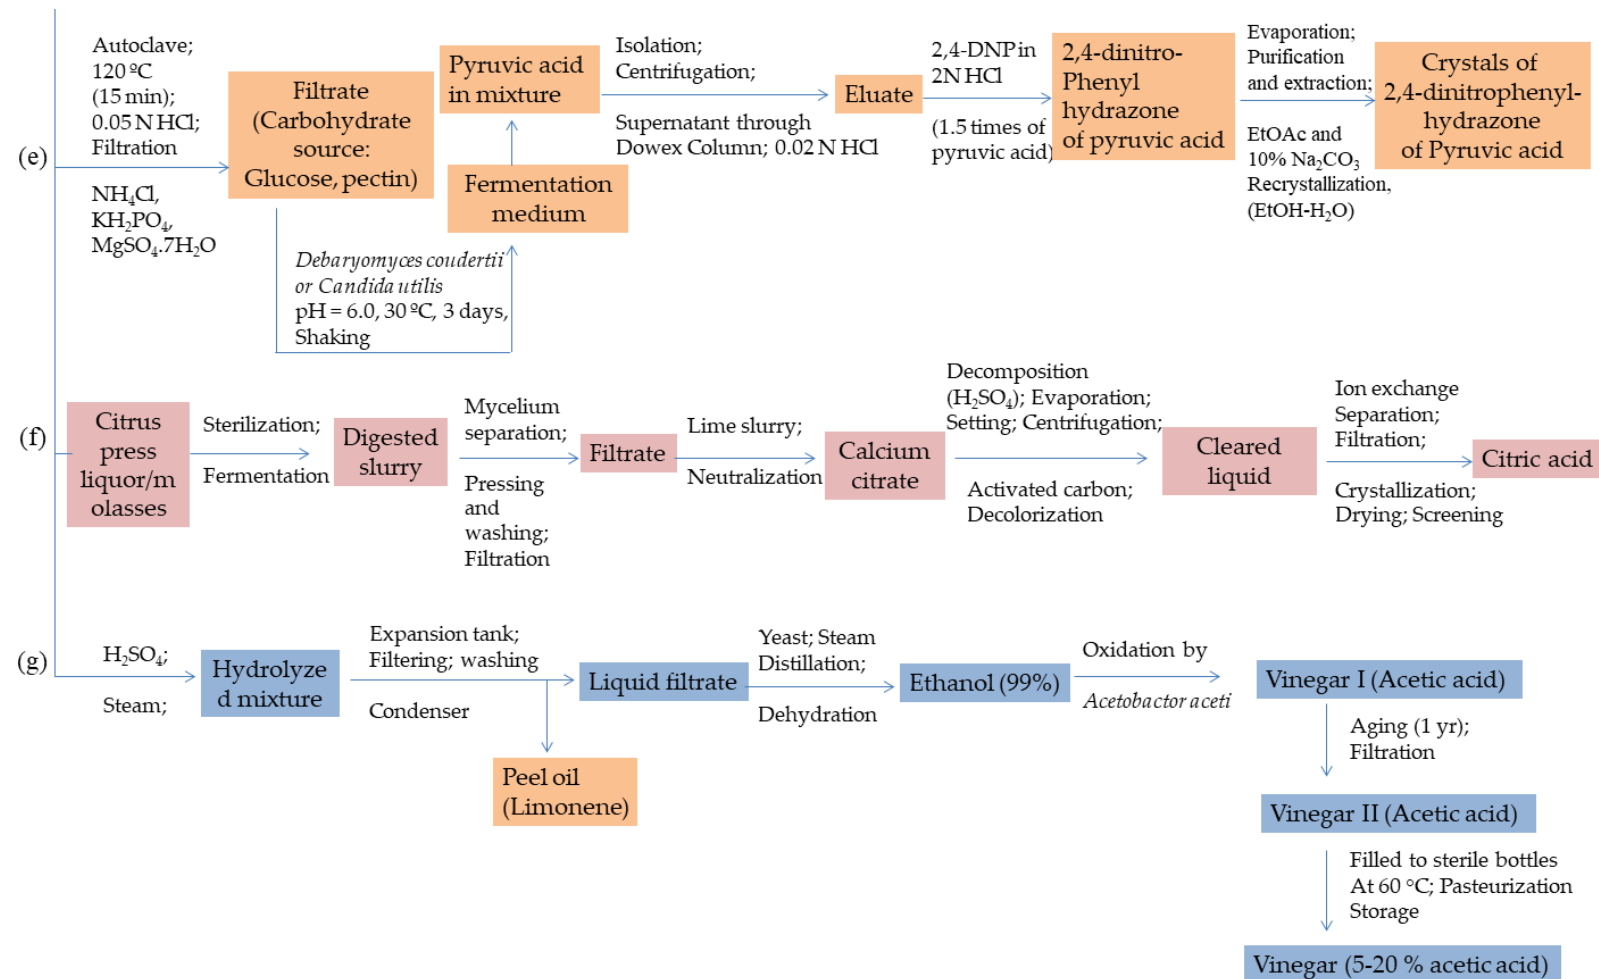 (e)
Autoclave;
120 ºC
(15 min);
0.05 N HCl;
Filtration
NH₄Cl,
KH₂PO₄,
MgSO₄.7H₂O
Filtrate
(Carbohydrate
source:
Glucose, pectin)
Debaryomyces coudertii
or Candida utilis
pH = 6.0, 30 ºC, 3 days,
Shaking
Fermentation
medium
Pyruvic acid
in mixture
Isolation;
Centrifugation;
Supernatant through
Dowex Column; 0.02 N HCl
Eluate
2,4-DNP in
2N HCl
(1.5 times of
pyruvic acid)
2,4-dinitro-
Phenyl
hydrazone
of pyruvic acid
Evaporation;
Purification
and extraction;
EtOAc and
10% Na₂CO₃
Recrystallization,
(EtOH-H₂O)
Crystals of
2,4-dinitrophenyl-
hydrazone
of Pyruvic acid
(f)
Citrus
press
liquor/m
olasses
Sterilization;
Fermentation
Digested
slurry
Mycelium
separation;
Pressing
and
washing;
Filtration
Filtrate
Lime slurry;
Neutralization
Calcium
citrate
Decomposition
(H₂SO₄); Evaporation;
Setting; Centrifugation;
Activated carbon;
Decolorization
Cleared
liquid
Ion exchange
Separation;
Filtration;
Crystallization;
Drying; Screening
Citric acid
(g)
H₂SO₄;
Steam;
Hydrolyze
d mixture
Expansion tank;
Filtering; washing
Condenser
Peel oil
(Limonene)
Liquid filtrate
Yeast; Steam
Distillation;
Dehydration
Ethanol (99%)
Oxidation by
Acetobactor aceti
Vinegar I (Acetic acid)
Aging (1 yr);
Filtration
Vinegar II (Acetic acid)
Filled to sterile bottles
At 60 °C; Pasteurization
Storage
Vinegar (5-20 % acetic acid)